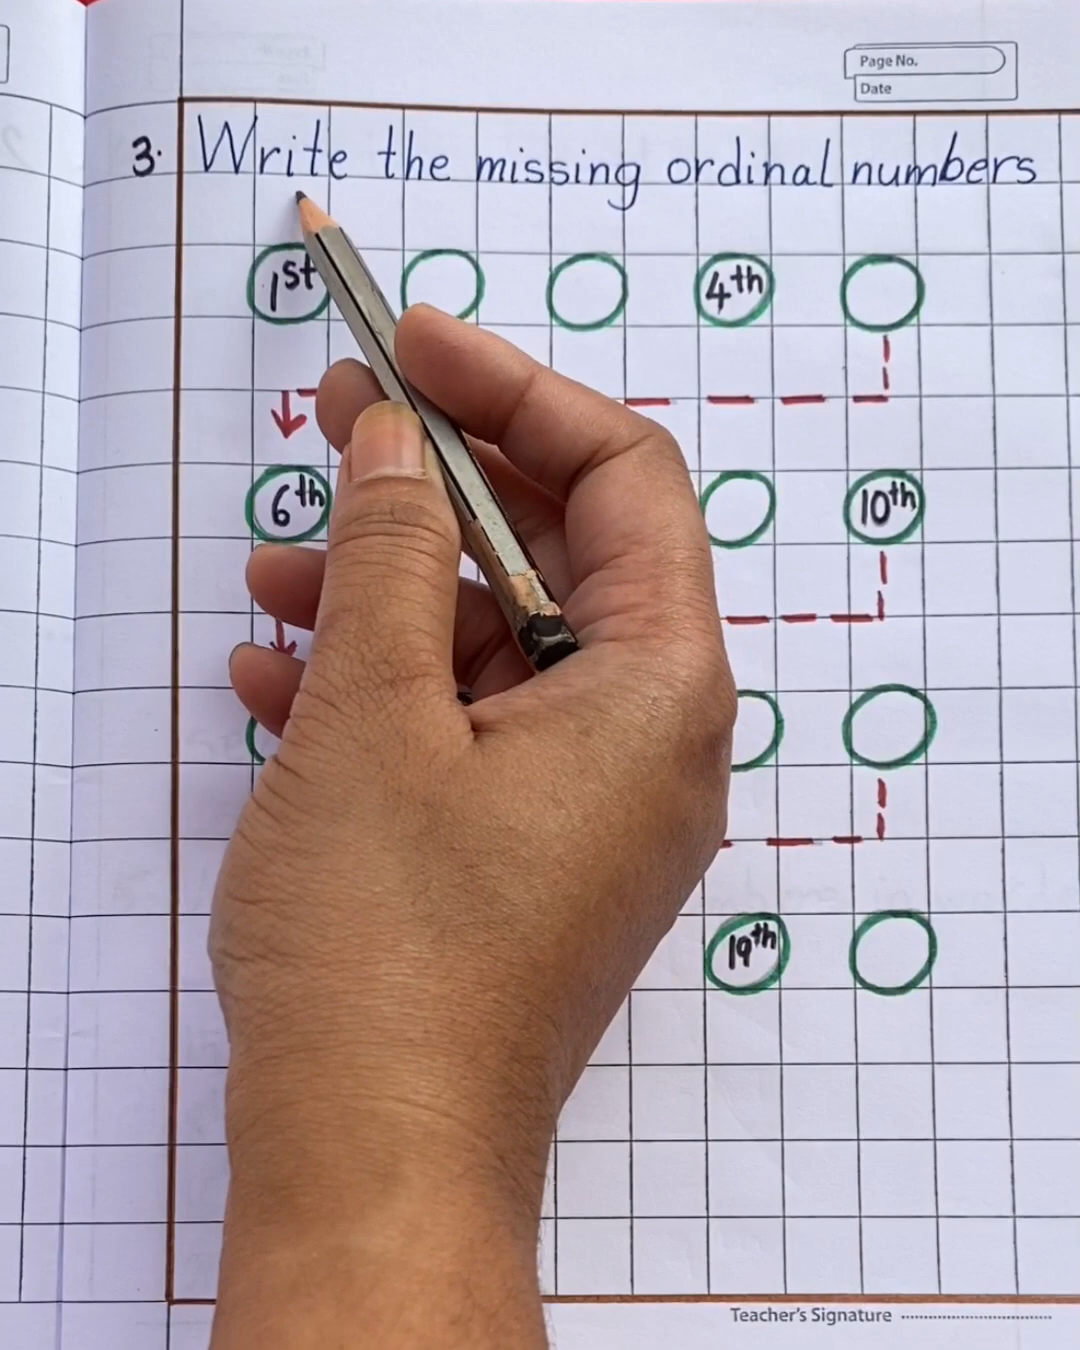 Page No.
Date
3. Write the missing ordinal numbers
1st 4th
6th 10th
19th
Teacher's Signature